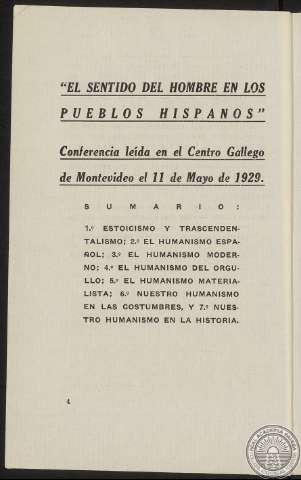 "EL SENTIDO DEL HOMBRE EN LOS
PUEBLOS HISPANOS"
Conferencia leída en el Centro Gallego
de Montevideo el 11 de Mayo de 1929.
SUMARIO:
1.º ESTOICISMO Y TRASCENDEN-
TALISMO; 2.º EL HUMANISMO ESPA-
ÑOL; 3.º EL HUMANISMO MODER-
NO; 4.º EL HUMANISMO DEL ORGU-
LLO; 5.º EL HUMANISMO MATERIA-
LISTA; 6.º NUESTRO HUMANISMO
EN LAS COSTUMBRES, Y 7.º NUES-
TRO HUMANISMO EN LA HISTORIA.
4